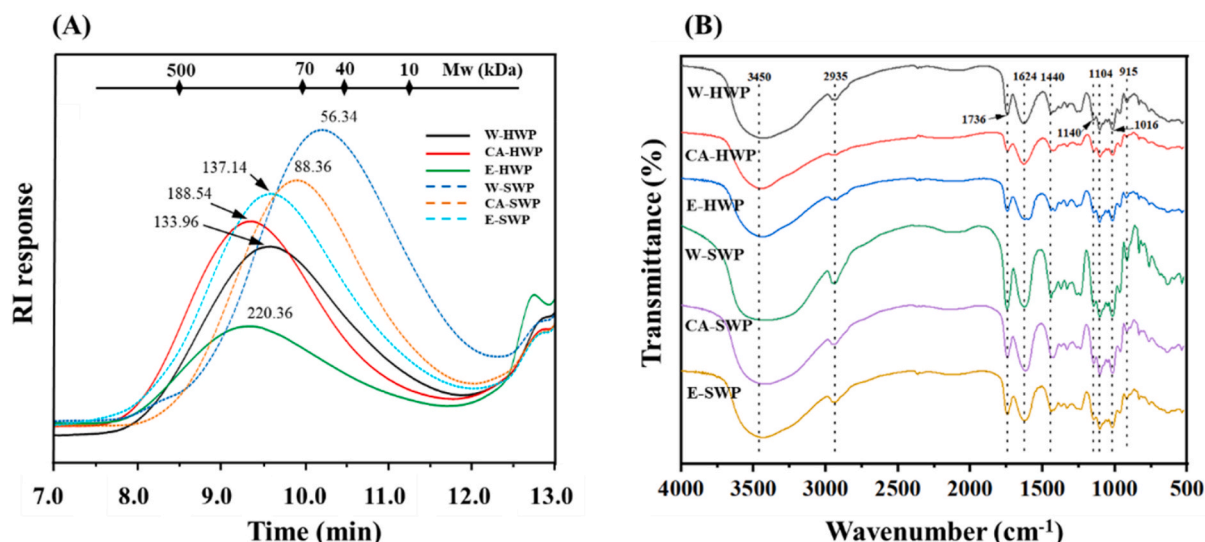 (A)
500 70 40 10 Mw (kDa)
56.34
137.14
88.36
188.54
133.96
220.36
W-HWP
CA-HWP
E-HWP
W-SWP
CA-SWP
E-SWP
RI response
7.0 8.0 9.0 10.0 11.0 12.0 13.0
Time (min)
(B)
3450 2935 1624 1440 1104 915
1736 1140 1016
W-HWP
CA-HWP
E-HWP
W-SWP
CA-SWP
E-SWP
Transmittance (%)
4000 3500 3000 2500 2000 1500 1000 500
Wavenumber (cm⁻¹)